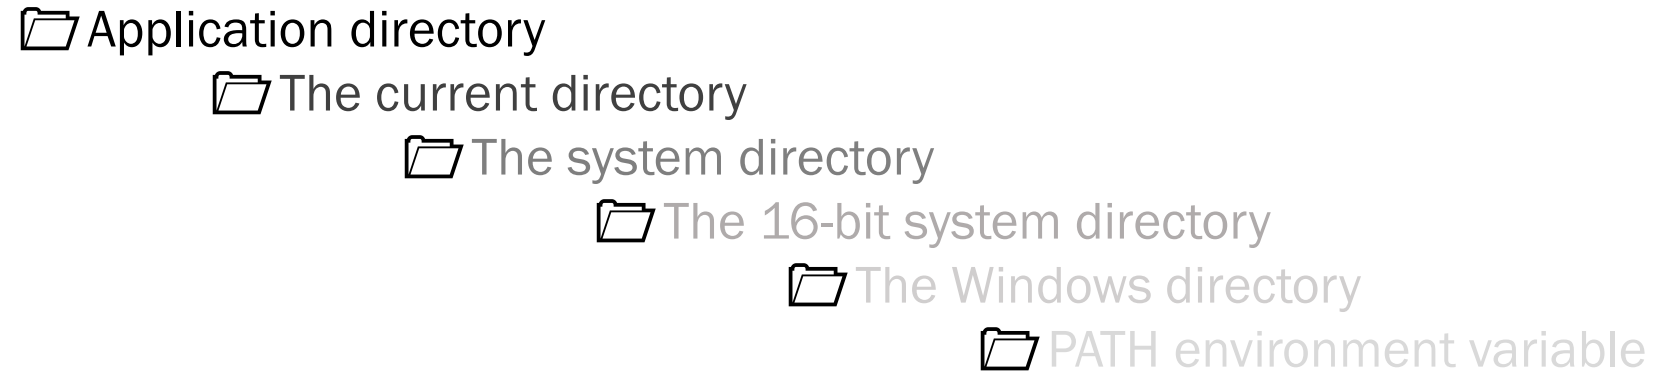 Application directory
The current directory
The system directory
The 16-bit system directory
The Windows directory
PATH environment variable